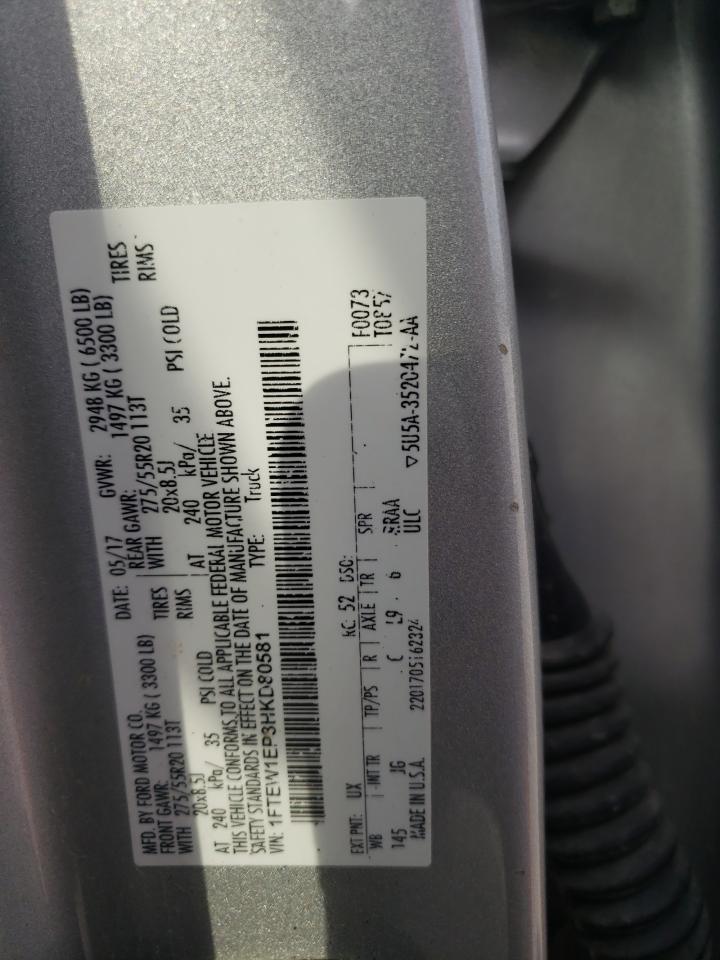 MFD. BY FORD MOTOR CO. DATE: 05/17 GVWR: 2948 KG ( 6500 LB)
FRONT GAWR: 1497 KG ( 3300 LB) REAR GAWR: 1497 KG ( 3300 LB)
WITH 275/55R20 113T TIRES WITH 275/55R20 113T TIRES
20x8.5J RIMS 20x8.5J RIMS
AT 240 kPa/ 35 PSI COLD AT 240 kPa/ 35 PSI COLD
THIS VEHICLE CONFORMS TO ALL APPLICABLE FEDERAL MOTOR VEHICLE
SAFETY STANDARDS IN EFFECT ON THE DATE OF MANUFACTURE SHOWN ABOVE.
VIN: 1FTEW1EP3HKD80581 TYPE: Truck
EXT PNT: UX RC: 52 DSO: F0073
WB INT TR TP/PS R AXLE TR SPR T0857
145 JG C L9 6 RRAA
MADE IN U.S.A. 2201705162324 ULC ▽5U5A-3520472-AA